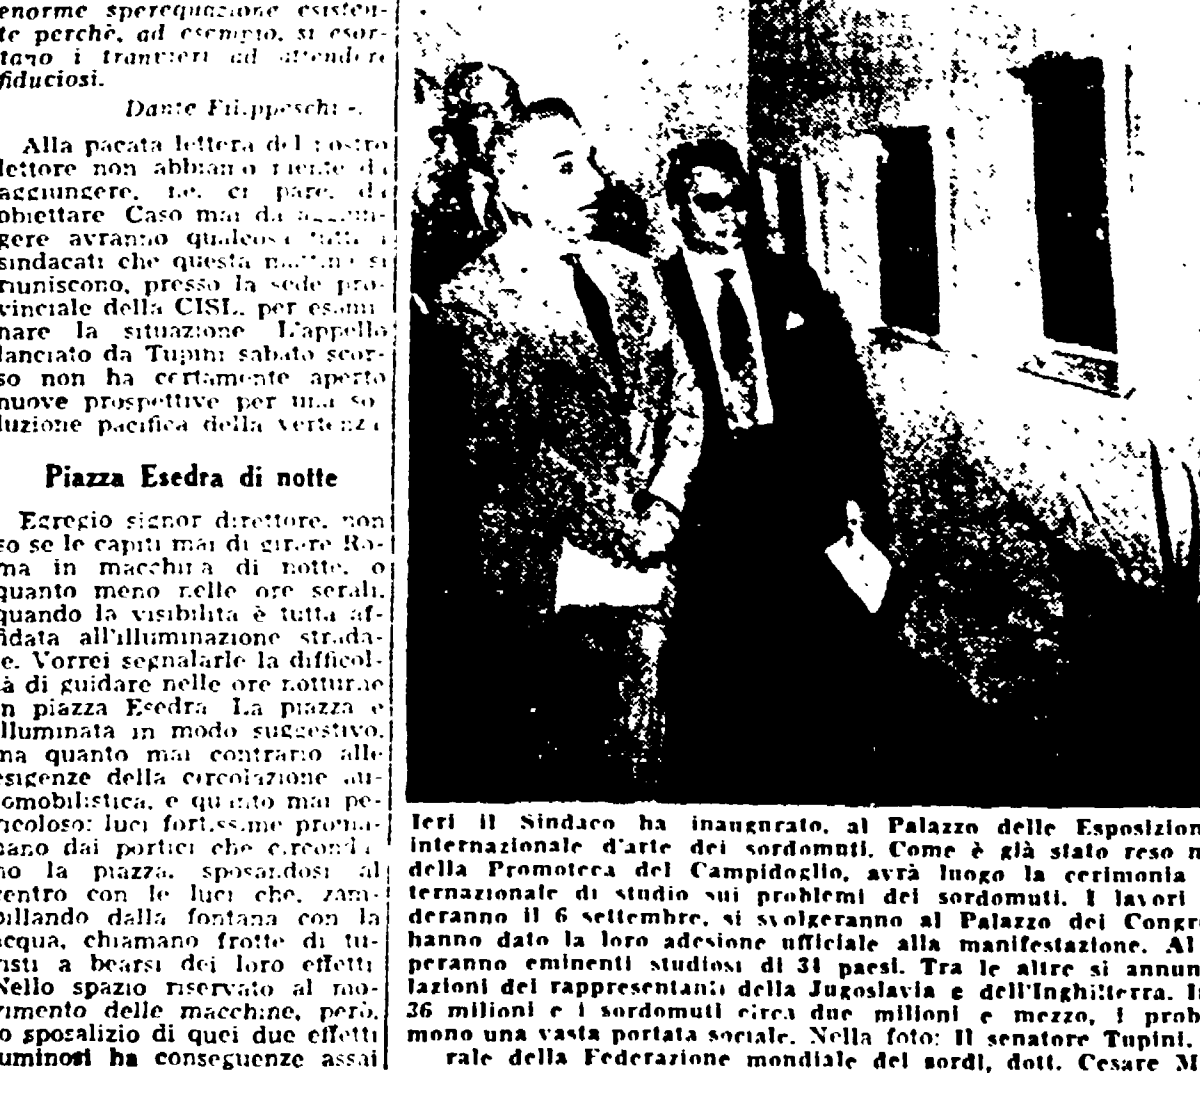 enorme sperequazione esisten-
te perchè, ad esempio, si esor-
tano i tranvieri ad attendere
fiduciosi.
Dante Filippeschi -.
Alla pacata lettera del nostro
lettore non abbiamo niente da
aggiungere, ci pare, da
obiettare Caso mai da aggiun-
gere avranno qualcosa tutti i
sindacati che questa mattina si
riuniscono, presso la sede pro-
vinciale della CISL, per esami-
nare la situazione L'appello
lanciato da Tupini sabato scor-
so non ha certamente aperto
nuove prospettive per una so-
luzione pacifica della vertenza
Piazza Esedra di notte
Egregio signor direttore, non
so se le capiti mai di girare Ro-
ma in macchina di notte, o
quanto meno nelle ore serali,
quando la visibilità è tutta af-
fidata all'illuminazione strada-
e. Vorrei segnalarle la difficol-
à di guidare nelle ore notturne
n piazza Esedra La piazza è
lluminata in modo suggestivo,
ma quanto mai contrario alle
esigenze della circolazione au-
omobilistica, e quanto mai pe-
ricoloso: luci fortissime proma-
nano dai portici che circonda-
no la piazza, sposandosi al
centro con le luci che, zam-
pillando dalla fontana con la
acqua, chiamano frotte di tu-
risti a bearsi dei loro effetti
Nello spazio riservato al mo-
vimento delle macchine, però,
o sposalizio di quei due effetti
uminosi ha conseguenze assai
Ieri il Sindaco ha inaugurato, al Palazzo delle Esposizion
internazionale d'arte dei sordomuti. Come è già stato reso n
della Promoteca del Campidoglio, avrà luogo la cerimonia
ternazionale di studio sui problemi dei sordomuti. I lavori
deranno il 6 settembre, si svolgeranno al Palazzo dei Congre
hanno dato la loro adesione ufficiale alla manifestazione. Al
peranno eminenti studiosi di 31 paesi. Tra le altre si annun
lazioni dei rappresentanti della Jugoslavia e dell'Inghilterra. I
36 milioni e i sordomuti circa due milioni e mezzo, i prob
mono una vasta portata sociale. Nella foto: Il senatore Tupini.
rale della Federazione mondiale dei sordi, dott. Cesare M